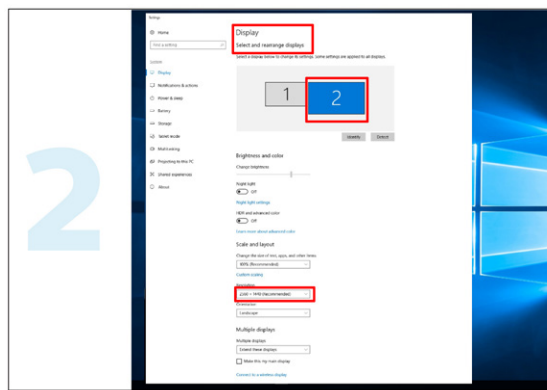 2
Settings
Home
Find a setting
SYSTEM
Display
Notifications & actions
Power & sleep
Battery
Storage
Tablet mode
Multitasking
Projecting to this PC
Shared experiences
About
Display
Select and rearrange displays
Select a display below to change its settings. Some settings are applied to all displays.
1
2
Identify
Detect
Brightness and color
Change brightness
Night light
Off
Night light settings
HDR and advanced color
Off
Learn more about advanced color
Scale and layout
Change the size of text, apps, and other items
(Recommended)
Custom scaling
Resolution
2560 × 1440 (Recommended)
Orientation
Landscape
Multiple displays
Multiple displays
Extend these displays
Make this my main display
Connect to a wireless display